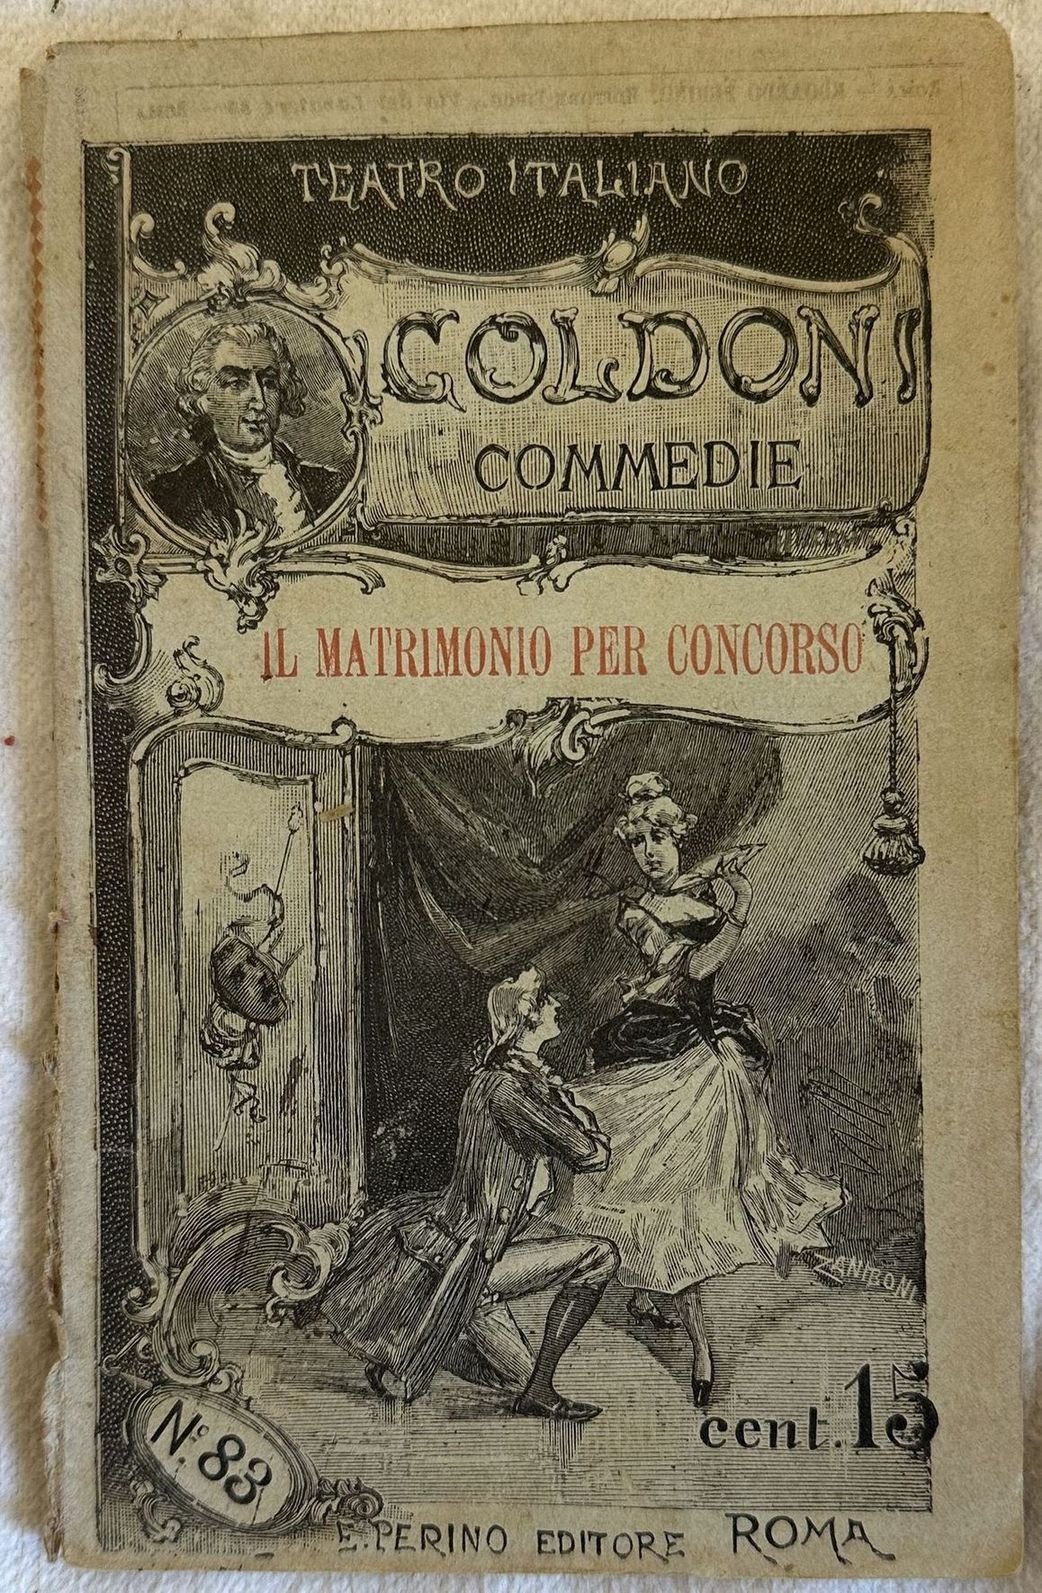 TEATRO ITALIANO
GOLDONI
COMMEDIE
IL MATRIMONIO PER CONCORSO
ZANIBONI
cent. 15
N.º 83
E. PERINO EDITORE ROMA